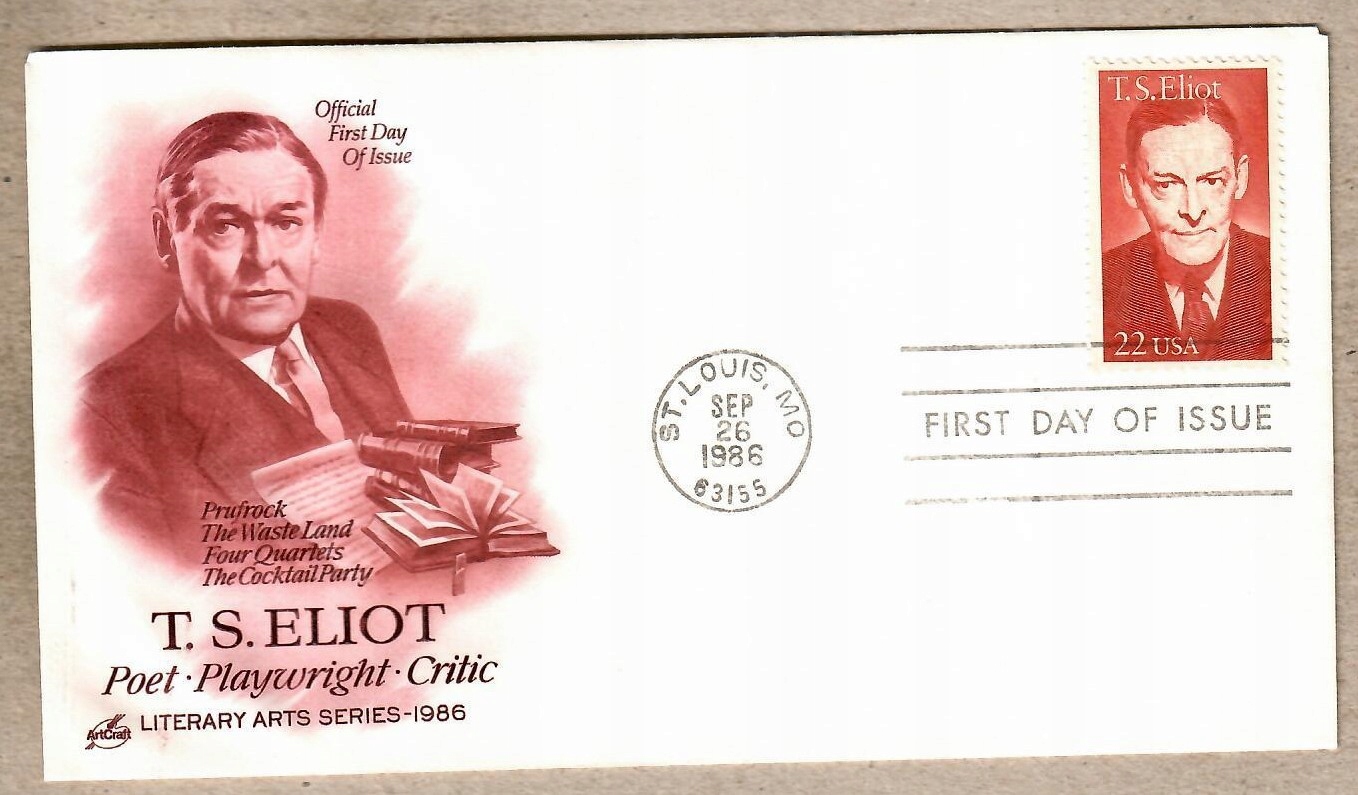 Official
First Day
Of Issue
Prufrock
The Waste Land
Four Quartets
The Cocktail Party
T. S. ELIOT
Poet · Playwright · Critic
ArtCraft
LITERARY ARTS SERIES-1986
ST. LOUIS, MO
SEP
26
1986
63155
T.S.Eliot
22 USA
FIRST DAY OF ISSUE